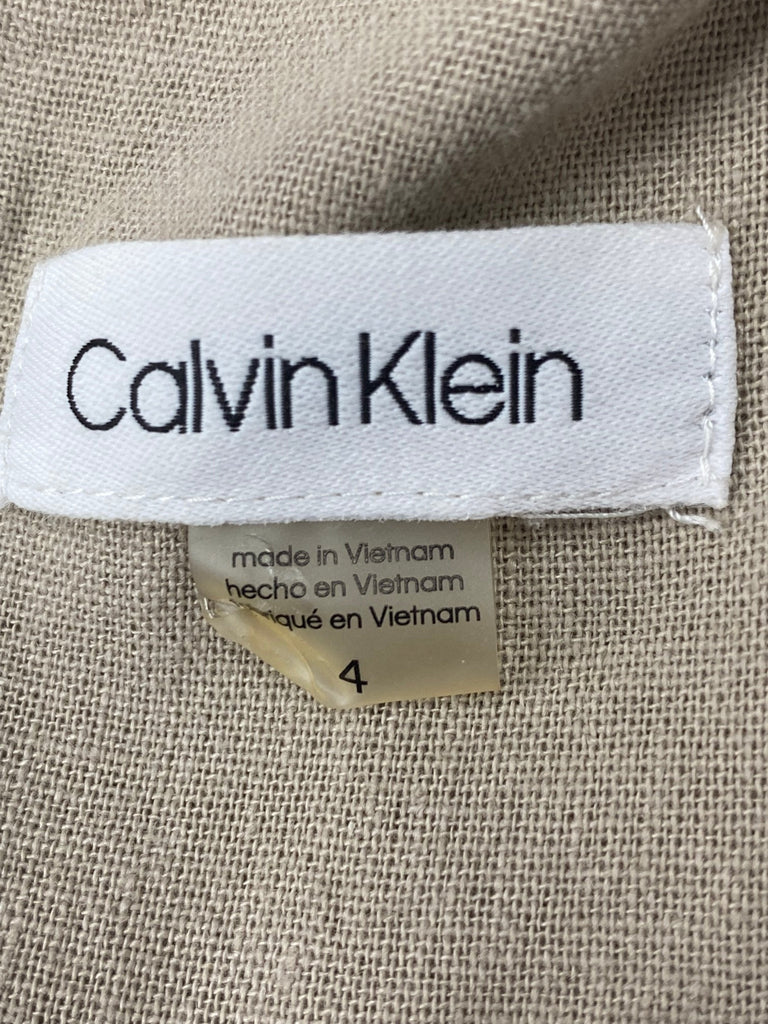 Calvin Klein
made in Vietnam
hecho en Vietnam
en Vietnam
4